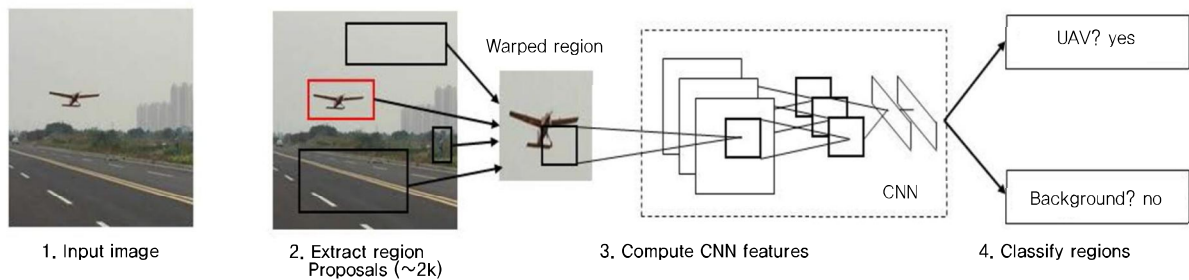 Warped region
UAV? yes
CNN
Background? no
1. Input image
2. Extract region
Proposals (~2k)
3. Compute CNN features
4. Classify regions